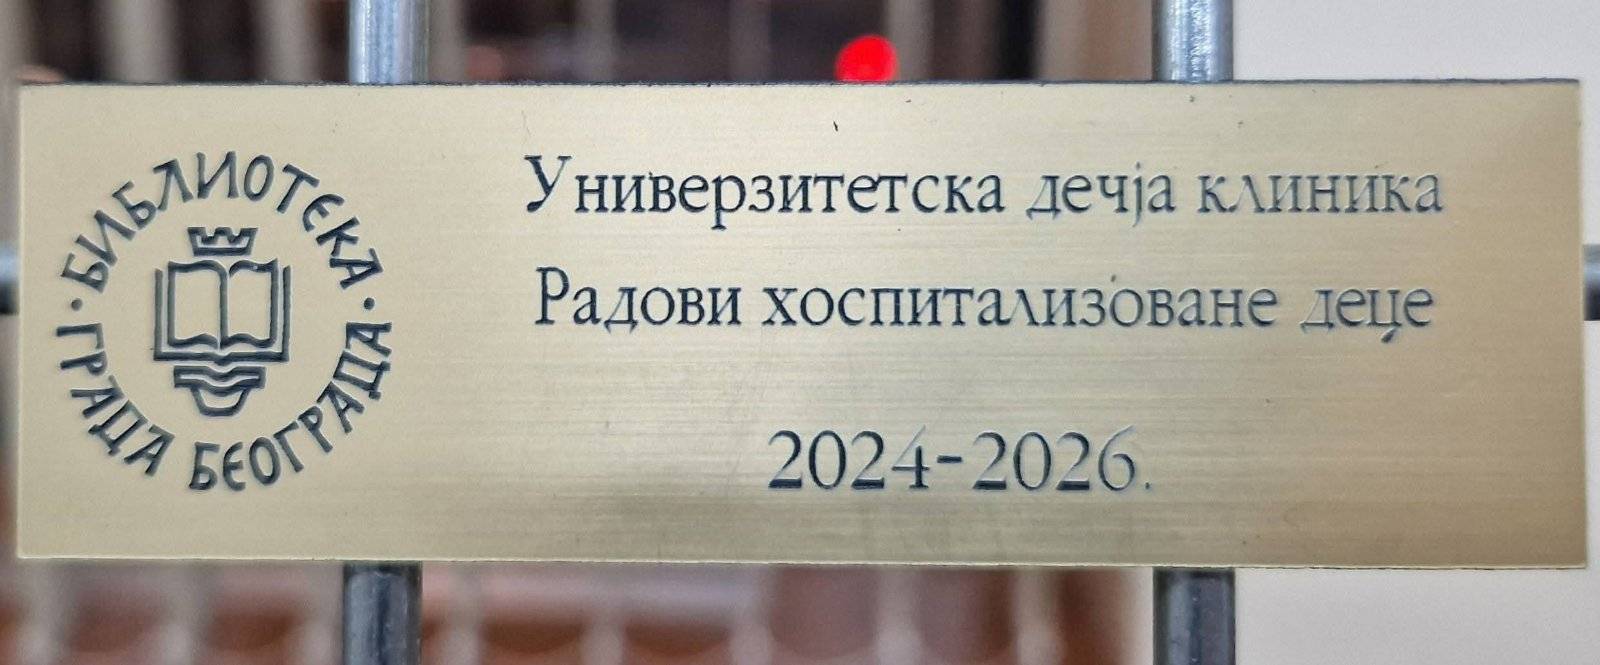 БИБЛИОТЕКА
ГРАДА БЕОГРАДА
Универзитетска дечја клиника
Радови хоспитализоване деце
2024-2026.